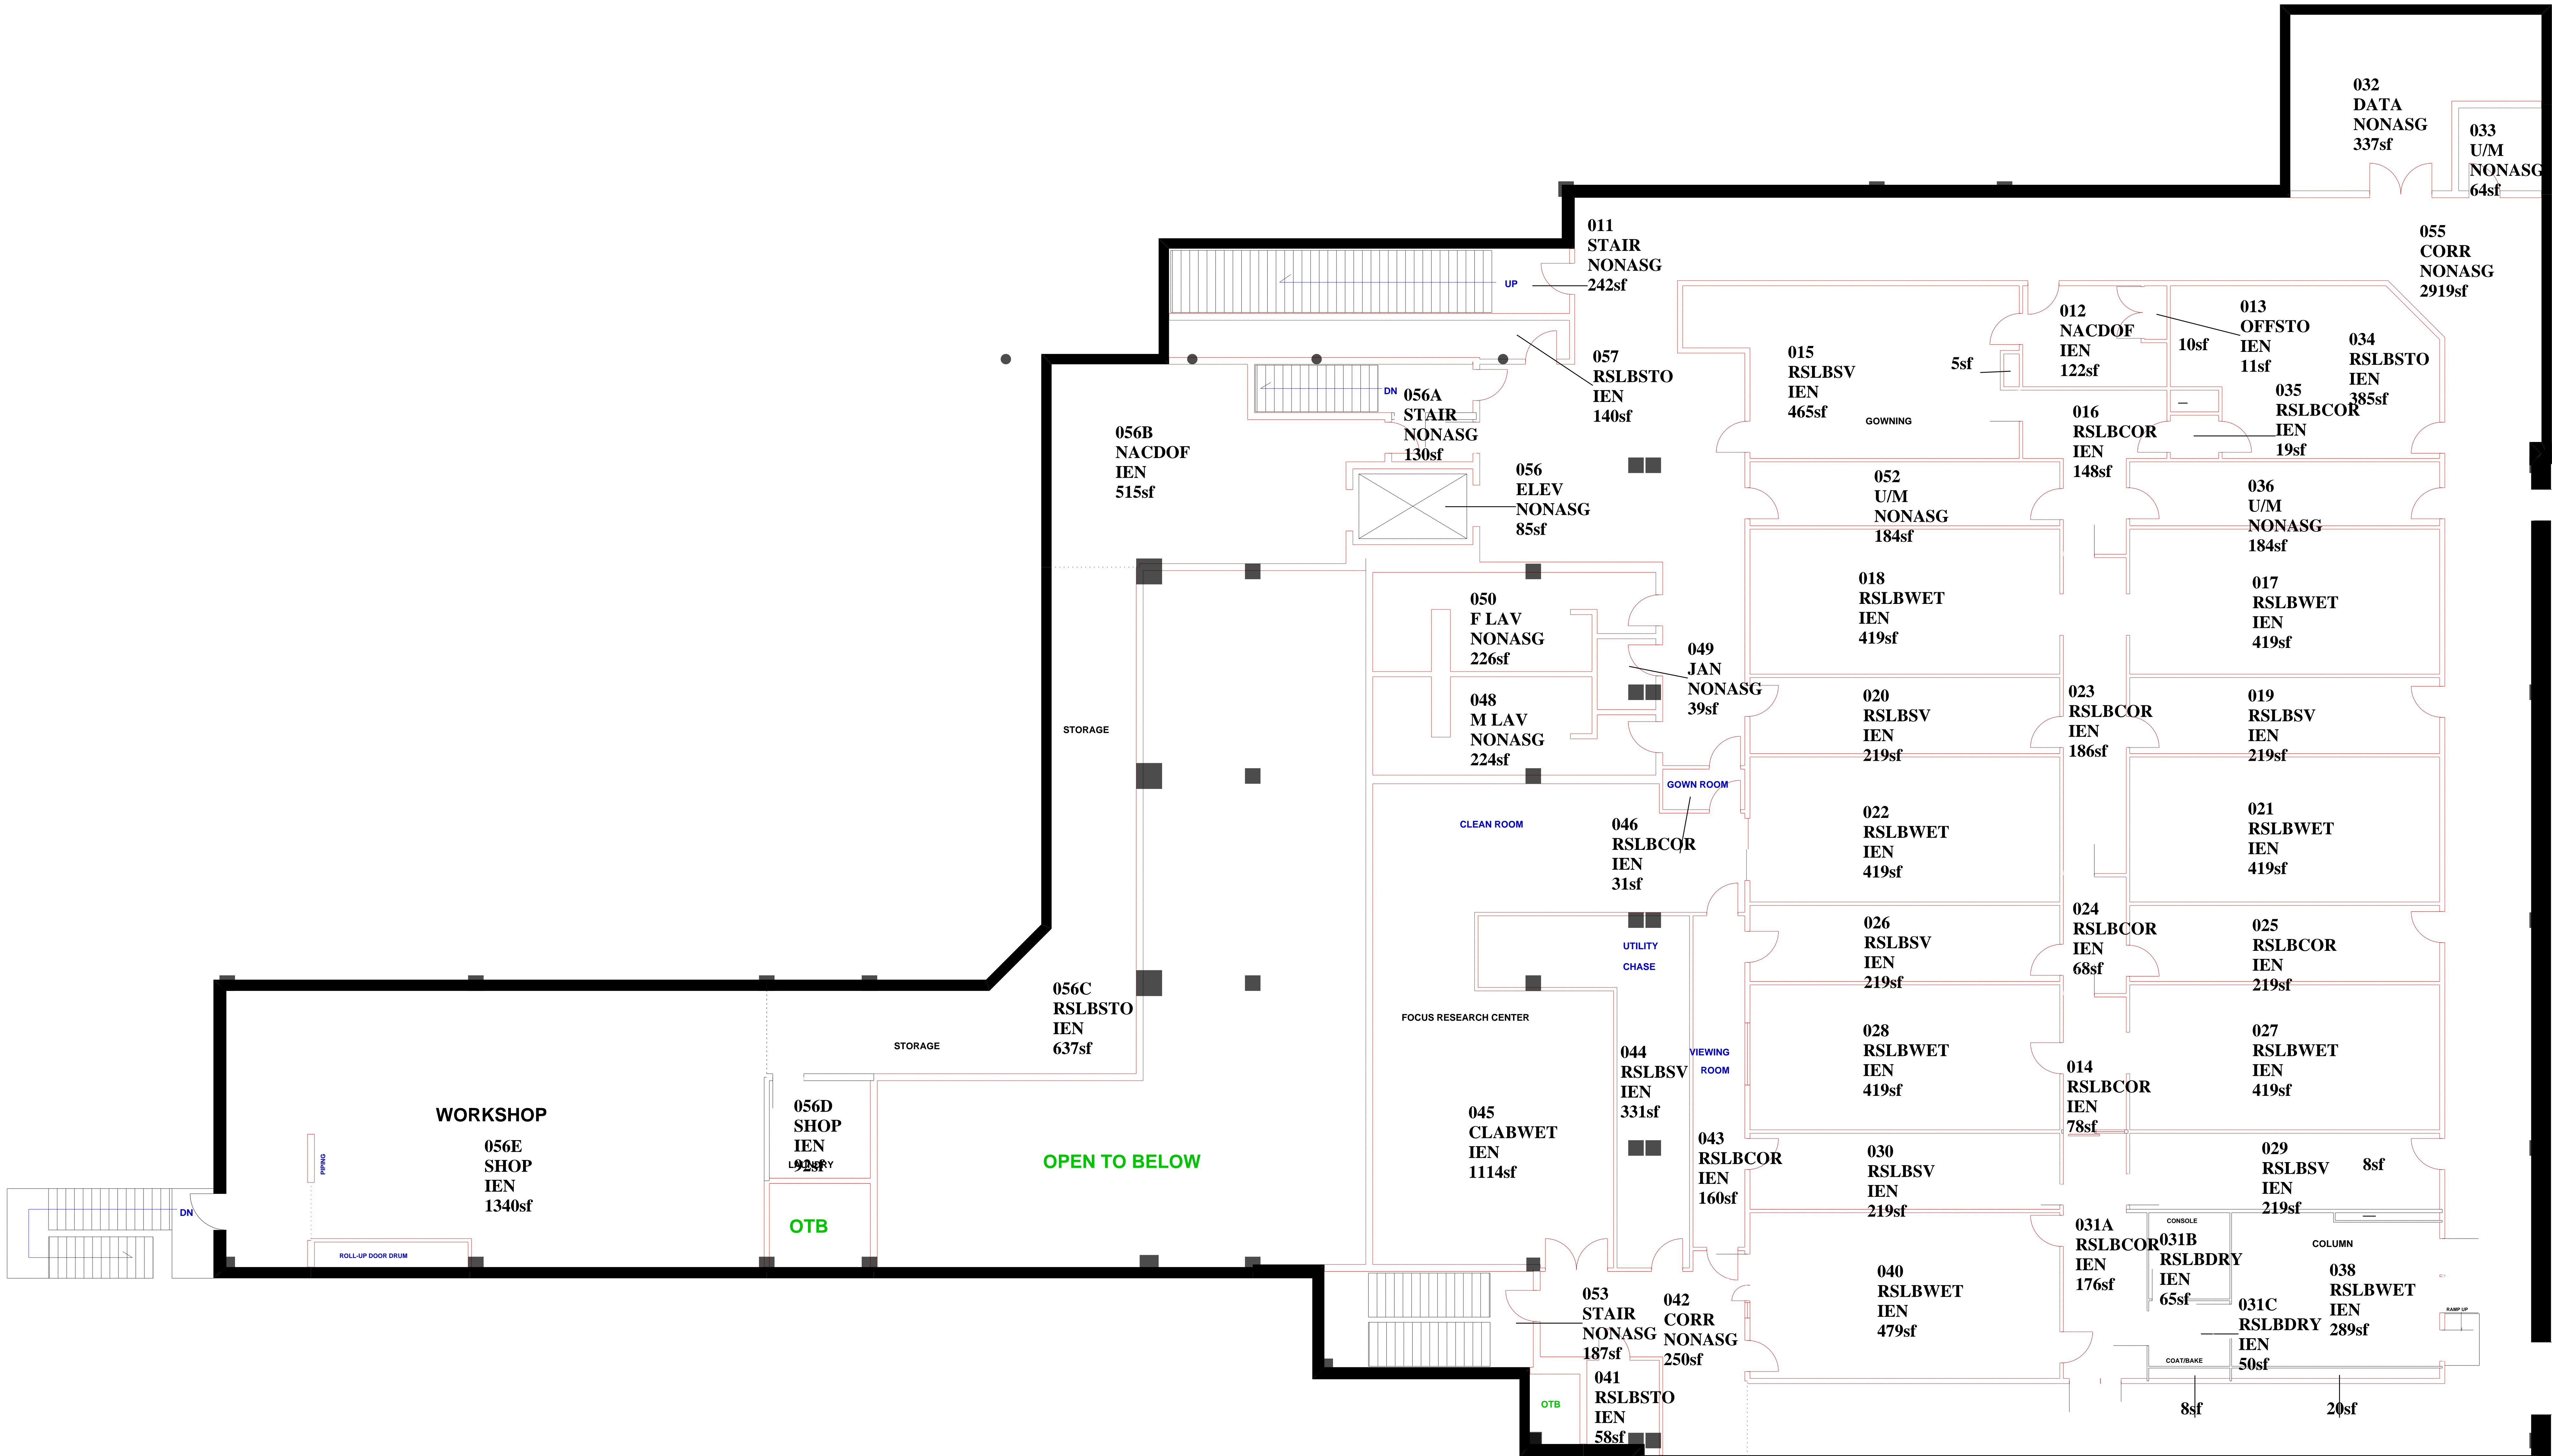 032
DATA
NONASG
337sf
033
U/M
NONASG
64sf
011
STAIR
NONASG
242sf
UP
055
CORR
NONASG
2919sf
012
NACDOF
IEN
122sf
013
OFFSTO
IEN
11sf
10sf
034
RSLBSTO
IEN
385sf
015
RSLBSV
IEN
465sf
GOWNING
5sf
057
RSLBSTO
IEN
140sf
DN
056A
STAIR
NONASG
130sf
035
RSLBCOR
IEN
19sf
016
RSLBCOR
IEN
148sf
056B
NACDOF
IEN
515sf
056
ELEV
NONASG
85sf
052
U/M
NONASG
184sf
036
U/M
NONASG
184sf
018
RSLBWET
IEN
419sf
017
RSLBWET
IEN
419sf
050
F LAV
NONASG
226sf
049
JAN
NONASG
39sf
048
M LAV
NONASG
224sf
020
RSLBSV
IEN
219sf
023
RSLBCOR
IEN
186sf
019
RSLBSV
IEN
219sf
STORAGE
GOWN ROOM
CLEAN ROOM
046
RSLBCOR
IEN
31sf
022
RSLBWET
IEN
419sf
021
RSLBWET
IEN
419sf
UTILITY
CHASE
026
RSLBSV
IEN
219sf
024
RSLBCOR
IEN
68sf
025
RSLBCOR
IEN
219sf
056C
RSLBSTO
IEN
637sf
STORAGE
FOCUS RESEARCH CENTER
044
RSLBSV
IEN
331sf
VIEWING
ROOM
028
RSLBWET
IEN
419sf
014
RSLBCOR
IEN
78sf
027
RSLBWET
IEN
419sf
WORKSHOP
056E
SHOP
IEN
1340sf
PIPING
056D
SHOP
IEN
92sf
LAUNDRY
OPEN TO BELOW
OTB
045
CLABWET
IEN
1114sf
043
RSLBCOR
IEN
160sf
030
RSLBSV
IEN
219sf
029
RSLBSV
IEN
219sf
8sf
DN
ROLL-UP DOOR DRUM
031A
RSLBCOR
IEN
176sf
CONSOLE
031B
RSLBDRY
IEN
65sf
COLUMN
038
RSLBWET
IEN
289sf
031C
RSLBDRY
IEN
50sf
RAMP UP
COAT/BAKE
040
RSLBWET
IEN
479sf
053
STAIR
NONASG
187sf
042
CORR
NONASG
250sf
041
RSLBSTO
IEN
58sf
OTB
8sf
20sf